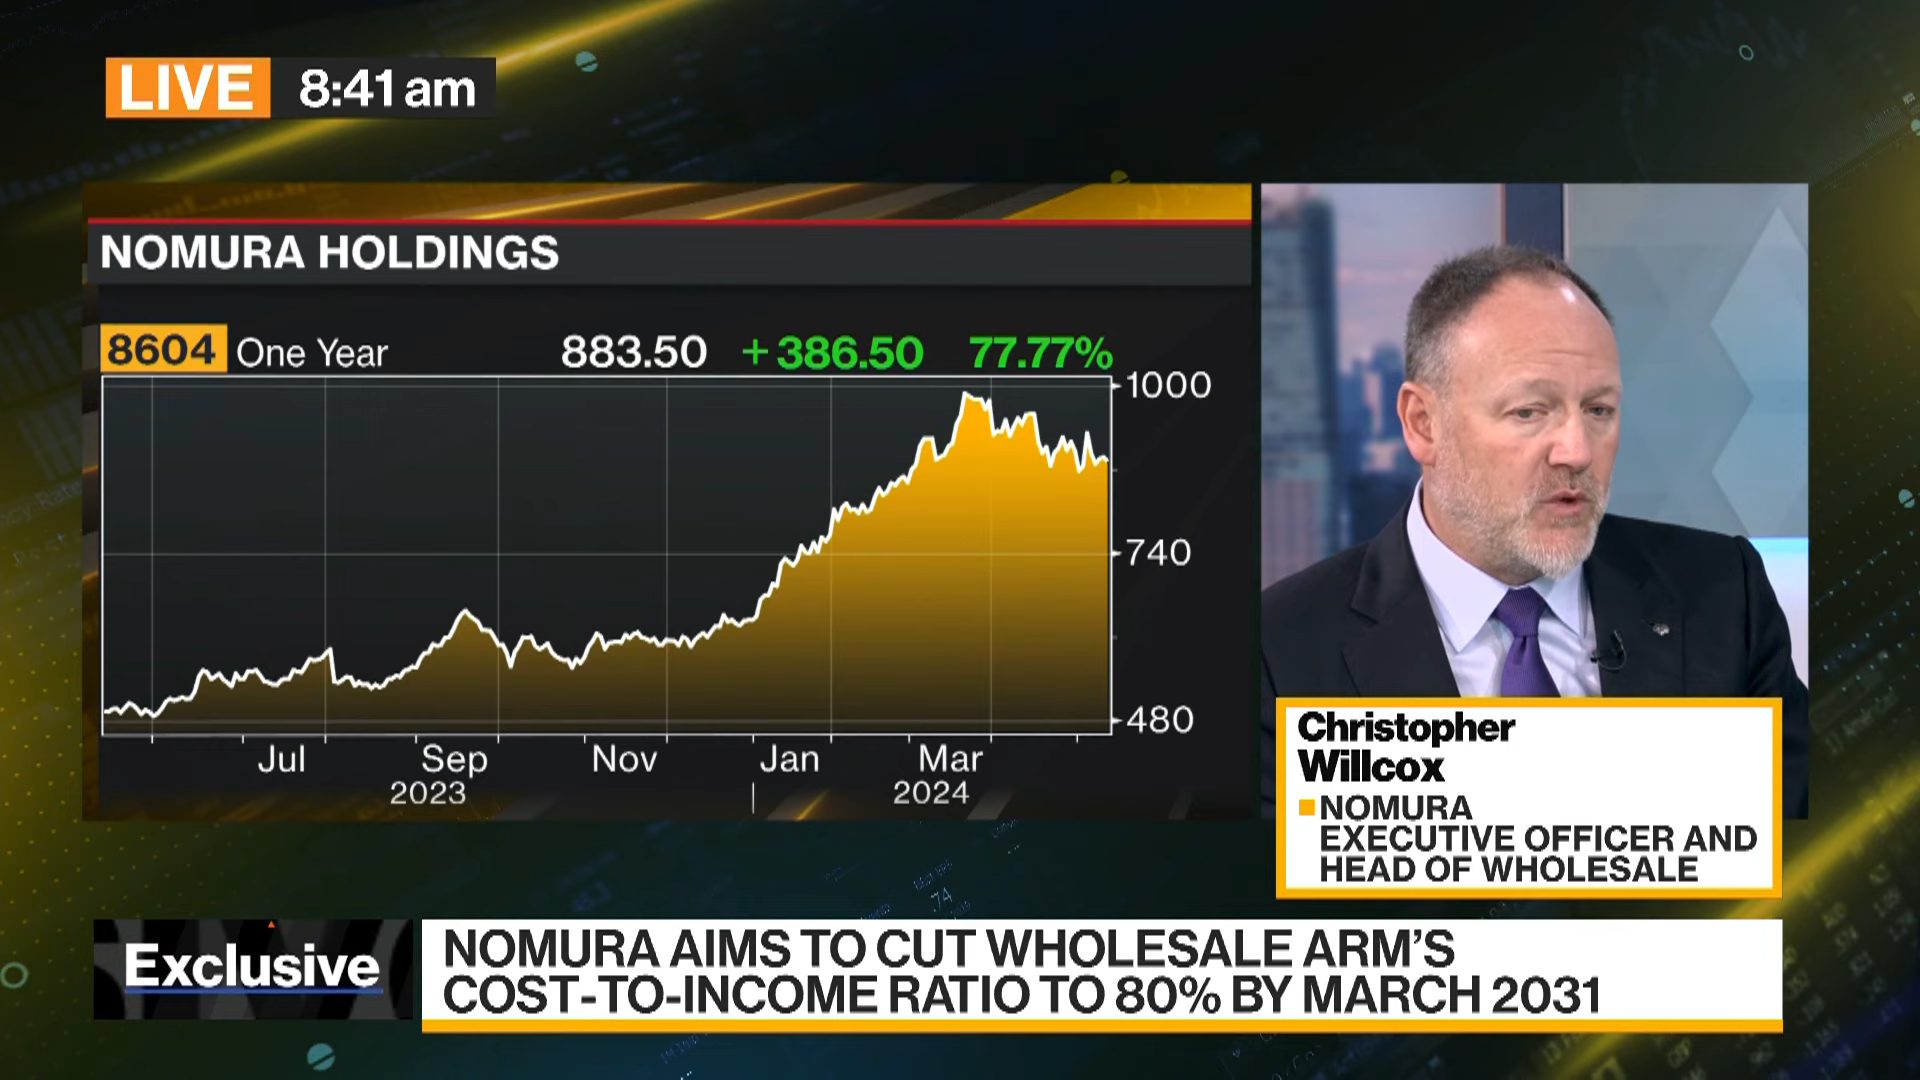 LIVE 8:41 am
NOMURA HOLDINGS
8604 One Year 883.50 +386.50 77.77%
1000
740
480
Jul Sep Nov Jan Mar
2023 2024
Christopher
Willcox
NOMURA
EXECUTIVE OFFICER AND
HEAD OF WHOLESALE
Exclusive
NOMURA AIMS TO CUT WHOLESALE ARM'S
COST-TO-INCOME RATIO TO 80% BY MARCH 2031